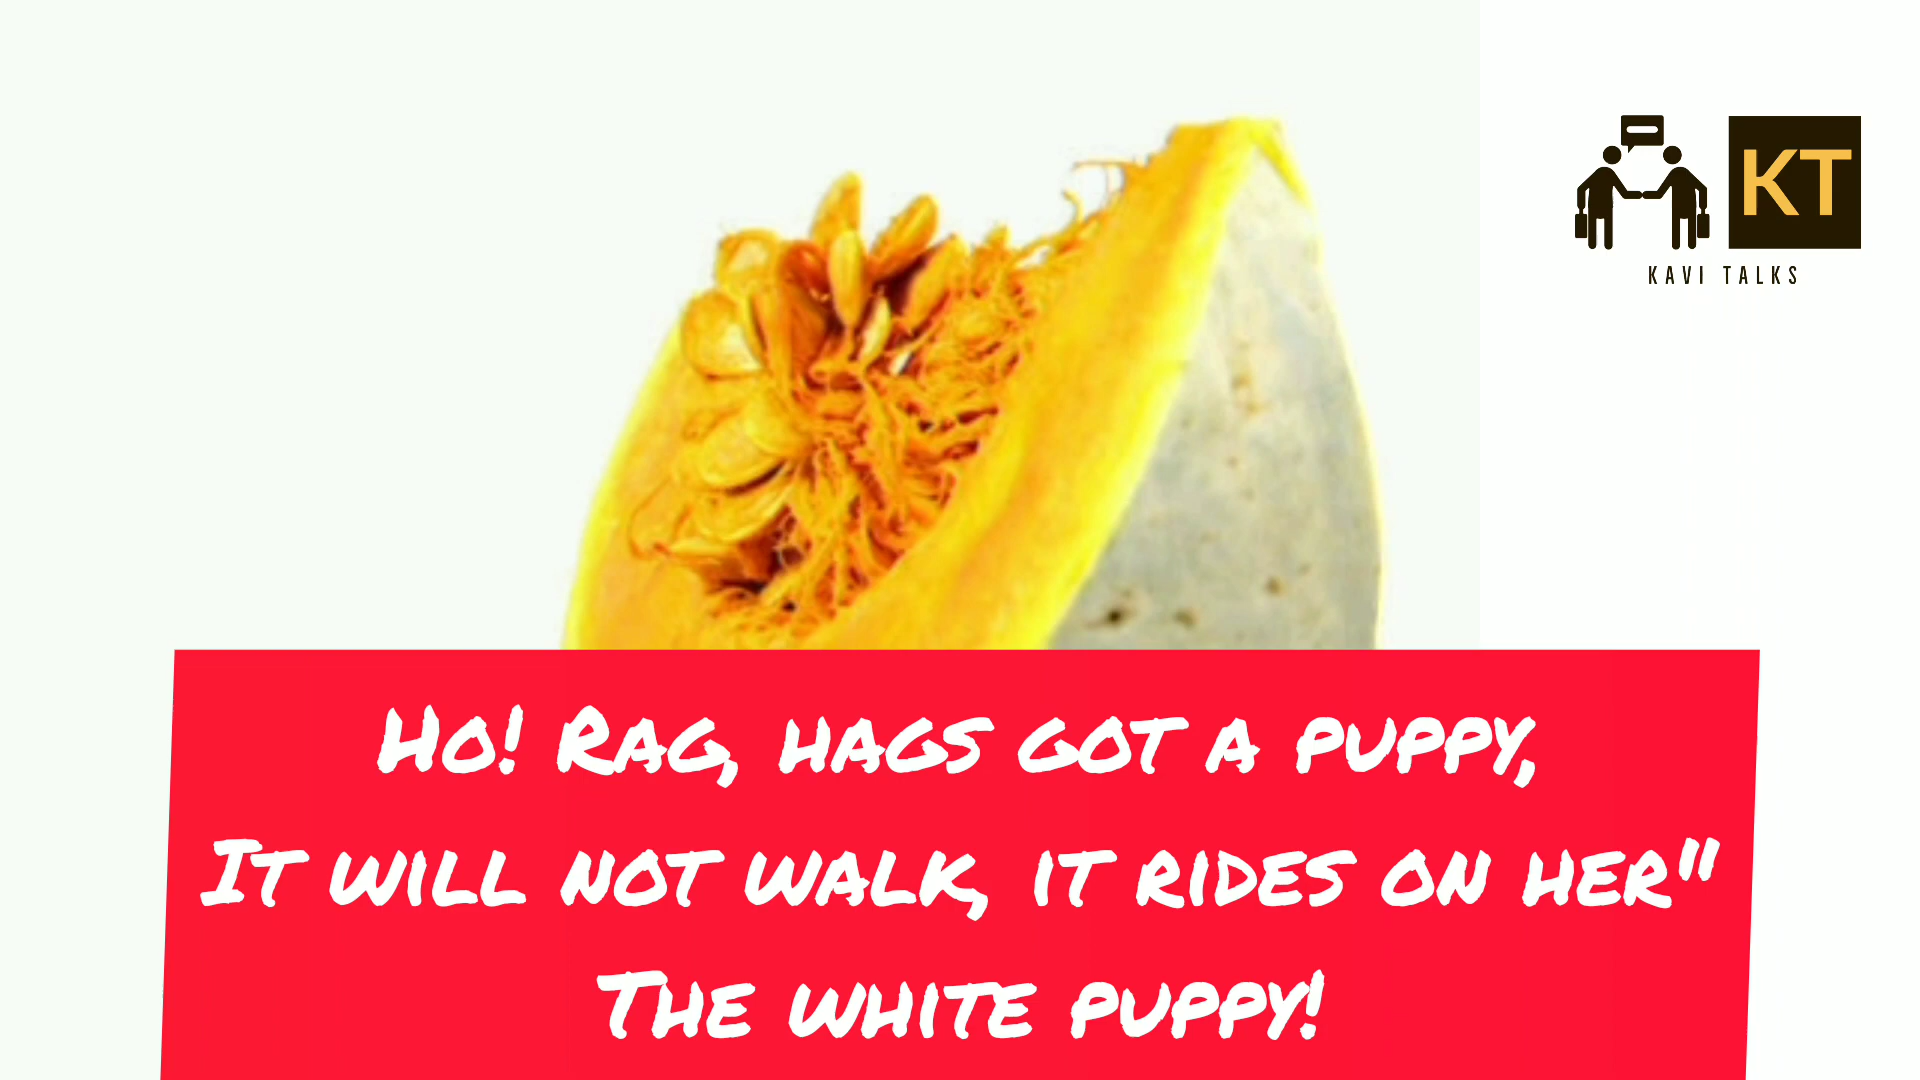 KT
KAVI TALKS
Ho! Rag, hags got a puppy,
It will not walk, it rides on her"
The white puppy!